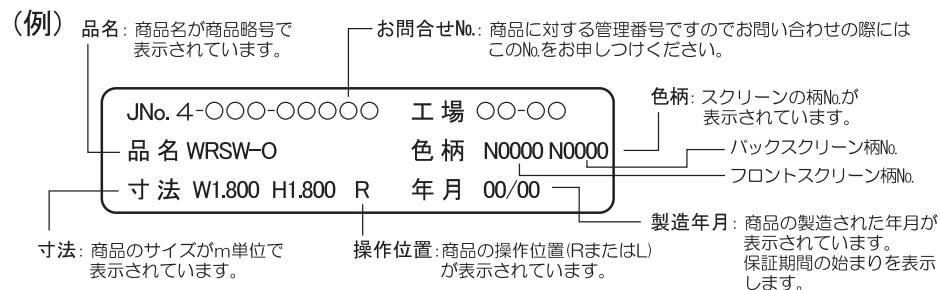 (例)
品名：商品名が商品略号で
表示されています。
お問合せNo.：商品に対する管理番号ですのでお問い合わせの際には
このNo.をお申しつけください。
JNo. 4-○○○-○○○○○ 工場 ○○-○○
品名 WRSW-O 色柄 N0000 N0000
寸法 W1.800 H1.800 R 年月 00/00
色柄：スクリーンの柄No.が
表示されています。
バックスクリーン柄No.
フロントスクリーン柄No.
寸法：商品のサイズがm単位で
表示されています。
操作位置：商品の操作位置(RまたはL)
が表示されています。
製造年月：商品の製造された年月が
表示されています。
保証期間の始まりを表示
します。